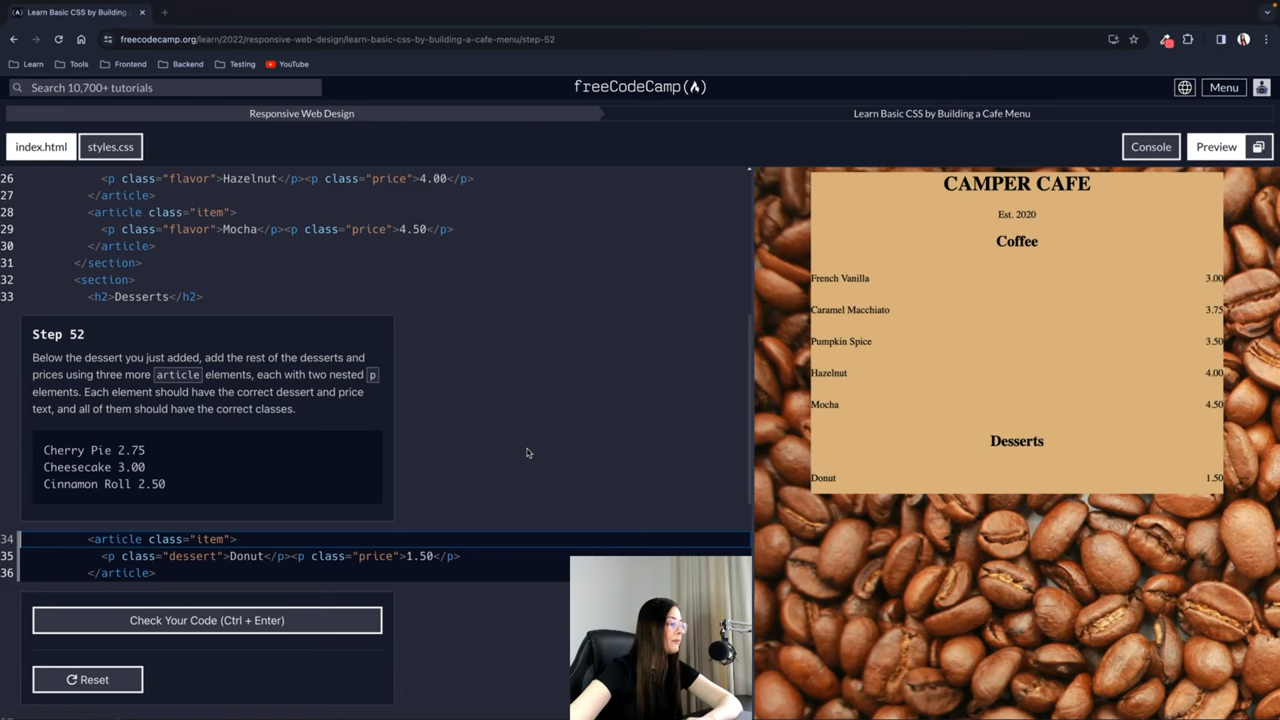 Learn Basic CSS by Building
freecodecamp.org/learn/2022/responsive-web-design/learn-basic-css-by-building-a-cafe-menu/step-52
Learn Tools Frontend Backend Testing YouTube
Search 10,700+ tutorials
freeCodeCamp(🔥)
Menu
Responsive Web Design
Learn Basic CSS by Building a Cafe Menu
index.html styles.css
Console Preview
26 <p class="flavor">Hazelnut</p><p class="price">4.00</p>
27 </article>
28 <article class="item">
29 <p class="flavor">Mocha</p><p class="price">4.50</p>
30 </article>
31 </section>
32 <section>
33 <h2>Desserts</h2>
Step 52
Below the dessert you just added, add the rest of the desserts and
prices using three more article elements, each with two nested p
elements. Each element should have the correct dessert and price
text, and all of them should have the correct classes.
Cherry Pie 2.75
Cheesecake 3.00
Cinnamon Roll 2.50
34 <article class="item">
35 <p class="dessert">Donut</p><p class="price">1.50</p>
36 </article>
Check Your Code (Ctrl + Enter)
Reset
CAMPER CAFE
Est. 2020
Coffee
French Vanilla 3.00
Caramel Macchiato 3.75
Pumpkin Spice 3.50
Hazelnut 4.00
Mocha 4.50
Desserts
Donut 1.50